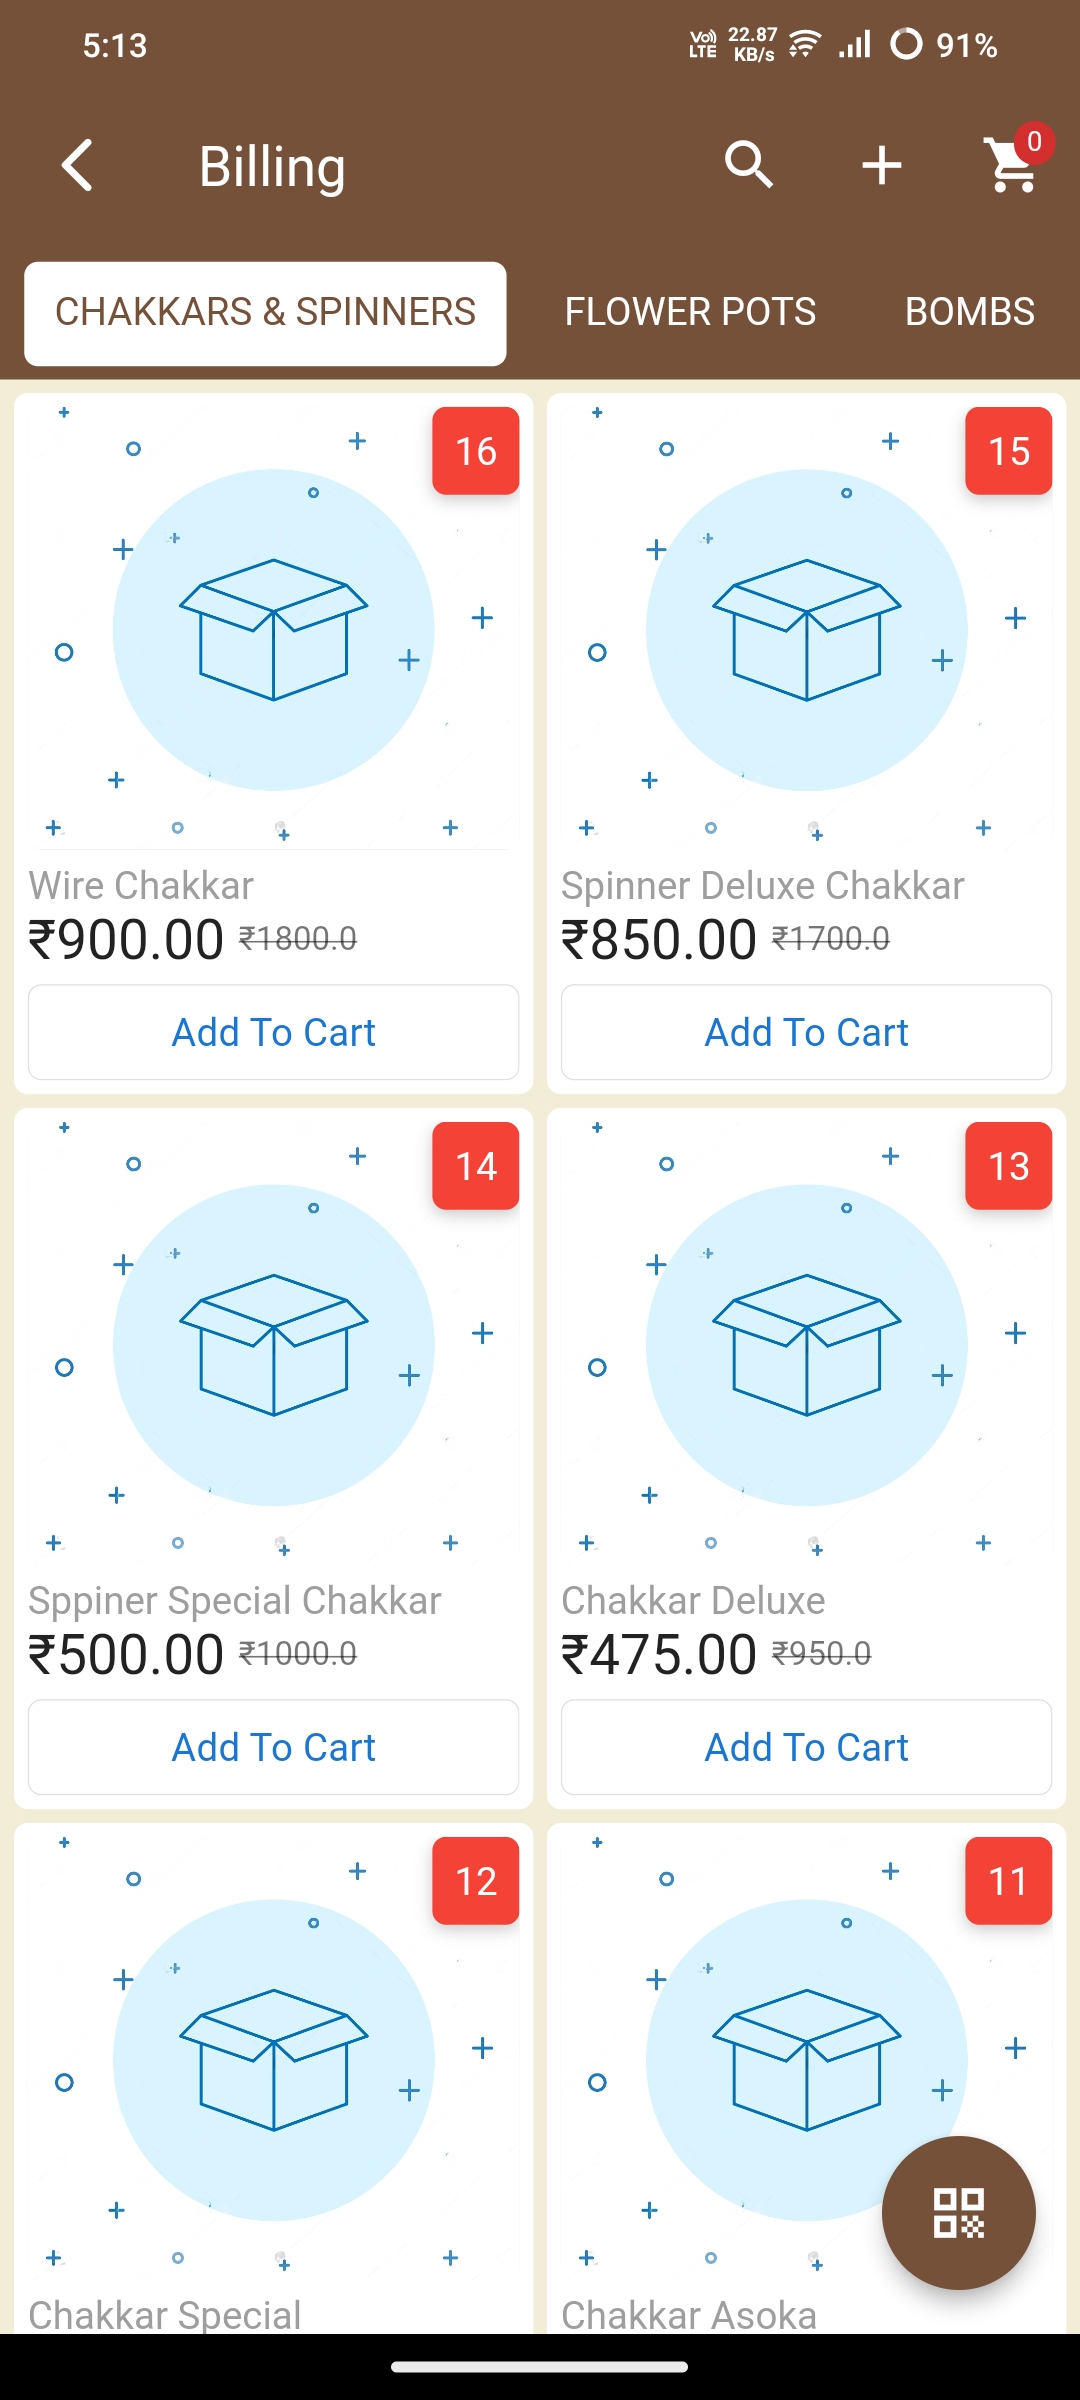 5:13
Vo)) LTE 22.87 KB/s 91%
Billing
0
CHAKKARS & SPINNERS FLOWER POTS BOMBS
16
15
Wire Chakkar
₹900.00 ₹1800.0
Add To Cart
Spinner Deluxe Chakkar
₹850.00 ₹1700.0
Add To Cart
14
13
Sppiner Special Chakkar
₹500.00 ₹1000.0
Add To Cart
Chakkar Deluxe
₹475.00 ₹950.0
Add To Cart
12
11
Chakkar Special
Chakkar Asoka